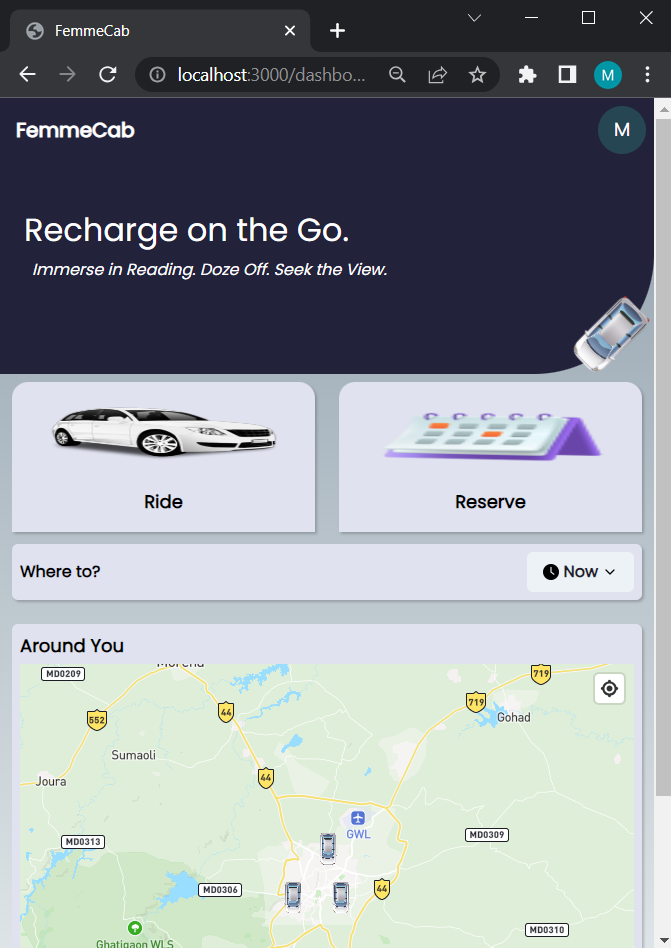 FemmeCab
localhost:3000/dashbo...
M
FemmeCab
M
Recharge on the Go.
Immerse in Reading. Doze Off. Seek the View.
Ride
Reserve
Where to?
Now
Around You
Morena
MD0209
719
719
552
44
Gohad
Sumaoli
44
Joura
GWL
MD0313
MD0309
MD0306
44
MD0310
Ghatigaon WLS